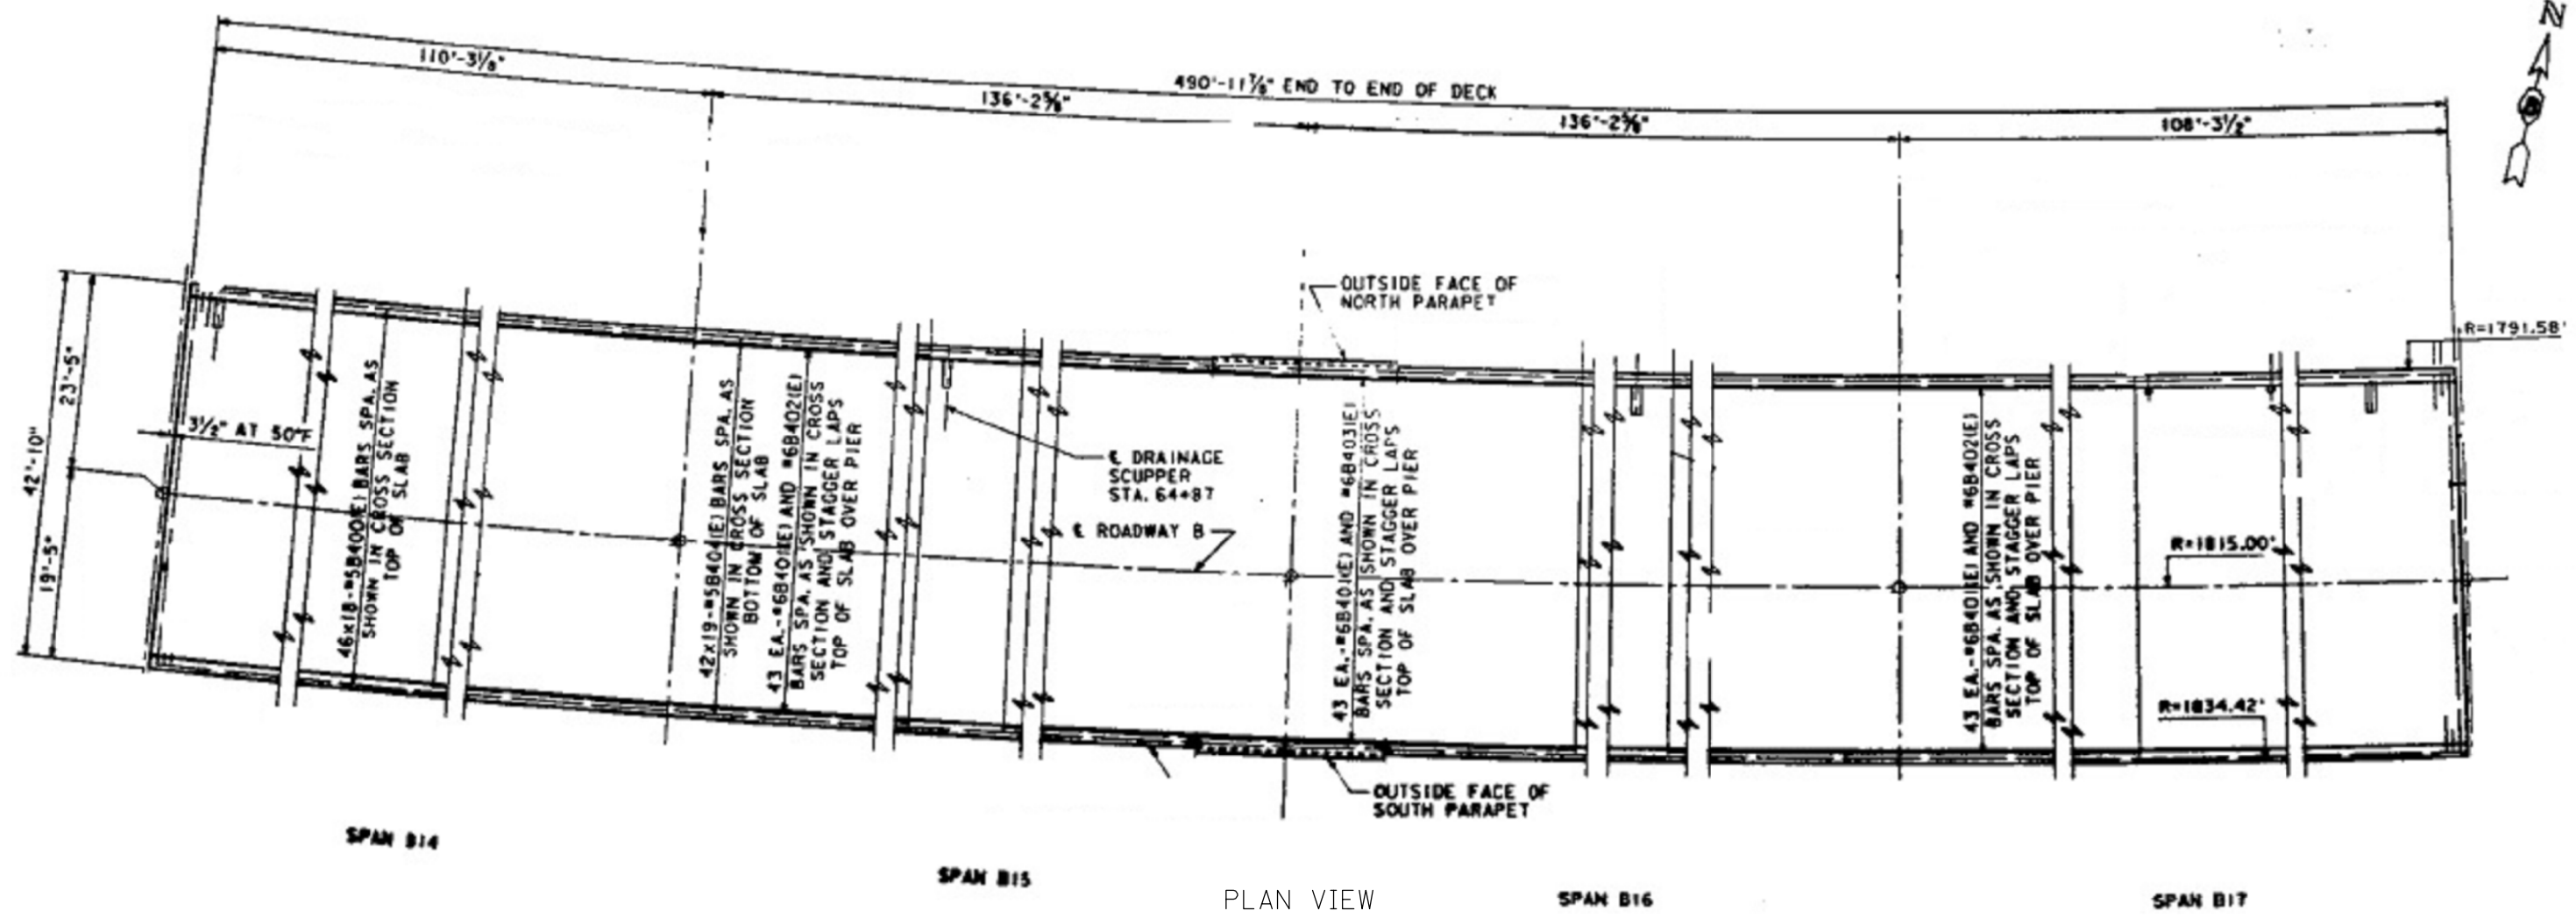 N
B
110'-3⅛"
490'-11⅞" END TO END OF DECK
136'-2⅝"
136'-2⅝"
108'-3½"
OUTSIDE FACE OF
NORTH PARAPET
R=1791.58'
42'-10"
23'-5"
19'-5"
3½" AT 50°F
46x18-#5B400(E) BARS SPA. AS
SHOWN IN CROSS SECTION
TOP OF SLAB
42x19-#5B404(E) BARS SPA. AS
SHOWN IN CROSS SECTION
BOTTOM OF SLAB
43 EA.-#6B401(E) AND #6B402(E)
BARS SPA. AS SHOWN IN CROSS
SECTION AND STAGGER LAPS
TOP OF SLAB OVER PIER
℄ DRAINAGE
SCUPPER
STA. 64+87
℄ ROADWAY B
43 EA.-#6B401(E) AND #6B403(E)
BARS SPA. AS SHOWN IN CROSS
SECTION AND STAGGER LAPS
TOP OF SLAB OVER PIER
43 EA.-#6B401(E) AND #6B402(E)
BARS SPA. AS SHOWN IN CROSS
SECTION AND STAGGER LAPS
TOP OF SLAB OVER PIER
R=1815.00'
R=1834.42'
OUTSIDE FACE OF
SOUTH PARAPET
SPAN B14
SPAN B15
PLAN VIEW
SPAN B16
SPAN B17